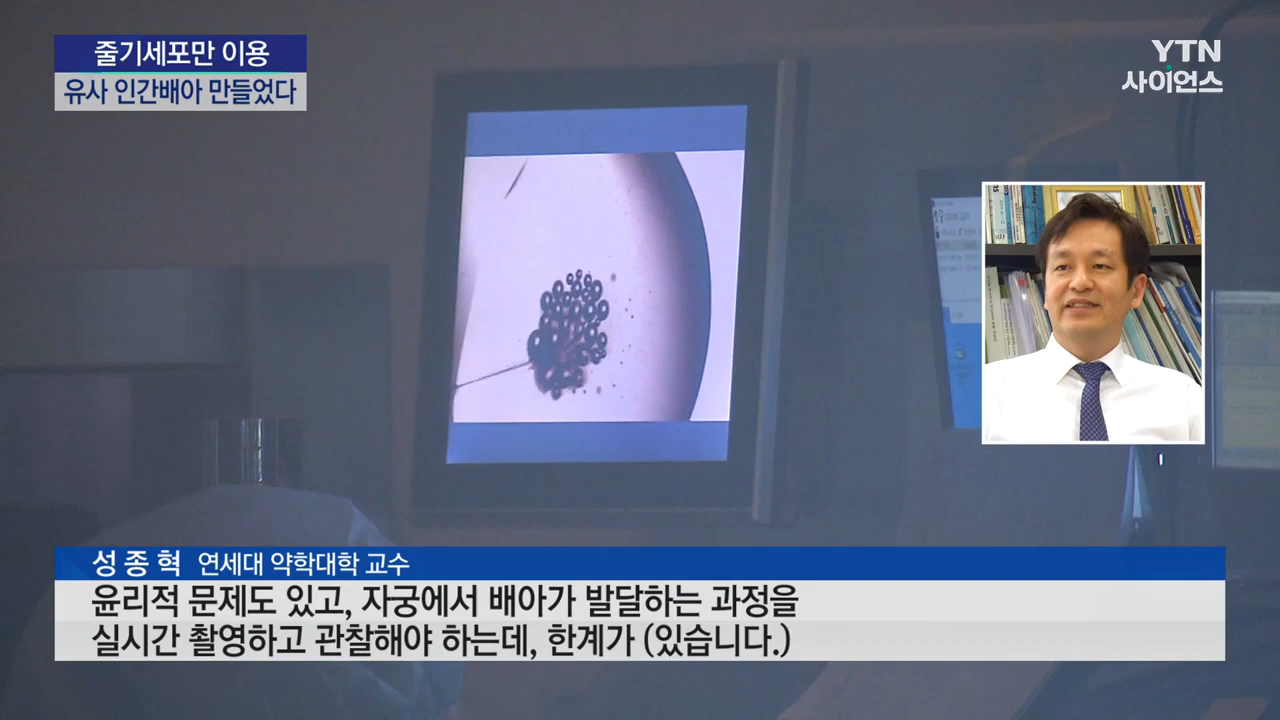 줄기세포만 이용
유사 인간배아 만들었다
YTN
사이언스
성종혁 연세대 약학대학 교수
윤리적 문제도 있고, 자궁에서 배아가 발달하는 과정을
실시간 촬영하고 관찰해야 하는데, 한계가 (있습니다.)